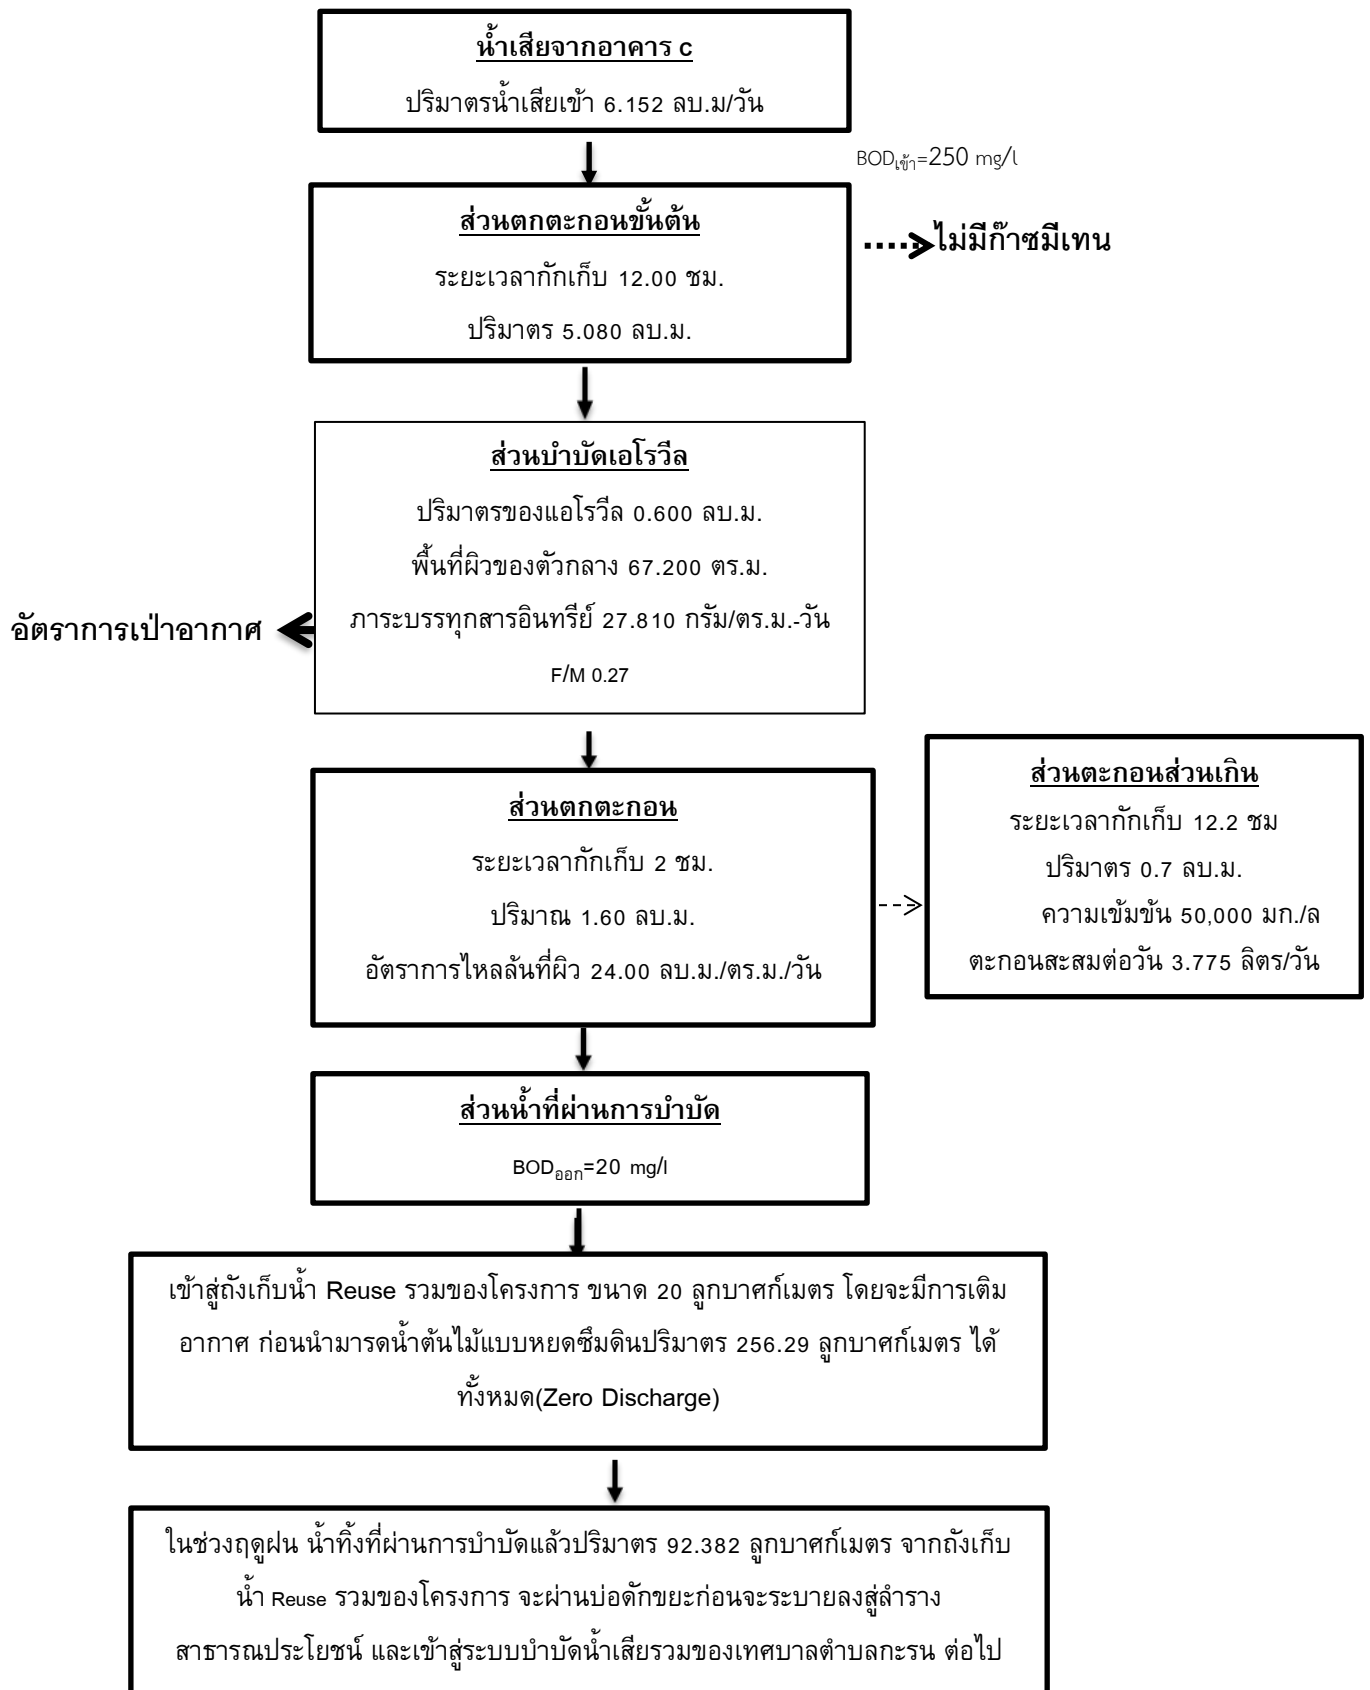 น้ำเสียจากอาคาร C
ปริมาตรน้ำเสียเข้า 6.152 ลบ.ม/วัน
BODเข้า=250 mg/l
ส่วนตกตะกอนขั้นต้น
ระยะเวลากักเก็บ 12.00 ชม.
ปริมาตร 5.080 ลบ.ม.
ไม่มีก๊าซมีเทน
ส่วนบำบัดเอโรวีล
ปริมาตรของแอโรวีล 0.600 ลบ.ม.
พื้นที่ผิวของตัวกลาง 67.200 ตร.ม.
ภาระบรรทุกสารอินทรีย์ 27.810 กรัม/ตร.ม.-วัน
F/M 0.27
อัตราการเป่าอากาศ
ส่วนตกตะกอน
ระยะเวลากักเก็บ 2 ชม.
ปริมาณ 1.60 ลบ.ม.
อัตราการไหลล้นที่ผิว 24.00 ลบ.ม./ตร.ม./วัน
ส่วนตะกอนส่วนเกิน
ระยะเวลากักเก็บ 12.2 ชม
ปริมาตร 0.7 ลบ.ม.
ความเข้มข้น 50,000 มก./ล
ตะกอนสะสมต่อวัน 3.775 ลิตร/วัน
ส่วนน้ำที่ผ่านการบำบัด
BODออก=20 mg/l
เข้าสู่ถังเก็บน้ำ Reuse รวมของโครงการ ขนาด 20 ลูกบาศก์เมตร โดยจะมีการเติม
อากาศ ก่อนนำมารดน้ำต้นไม้แบบหยดซึมดินปริมาตร 256.29 ลูกบาศก์เมตร ได้
ทั้งหมด(Zero Discharge)
ในช่วงฤดูฝน น้ำทิ้งที่ผ่านการบำบัดแล้วปริมาตร 92.382 ลูกบาศก์เมตร จากถังเก็บ
น้ำ Reuse รวมของโครงการ จะผ่านบ่อดักขยะก่อนจะระบายลงสู่ลำราง
สาธารณประโยชน์ และเข้าสู่ระบบบำบัดน้ำเสียรวมของเทศบาลตำบลกะรน ต่อไป